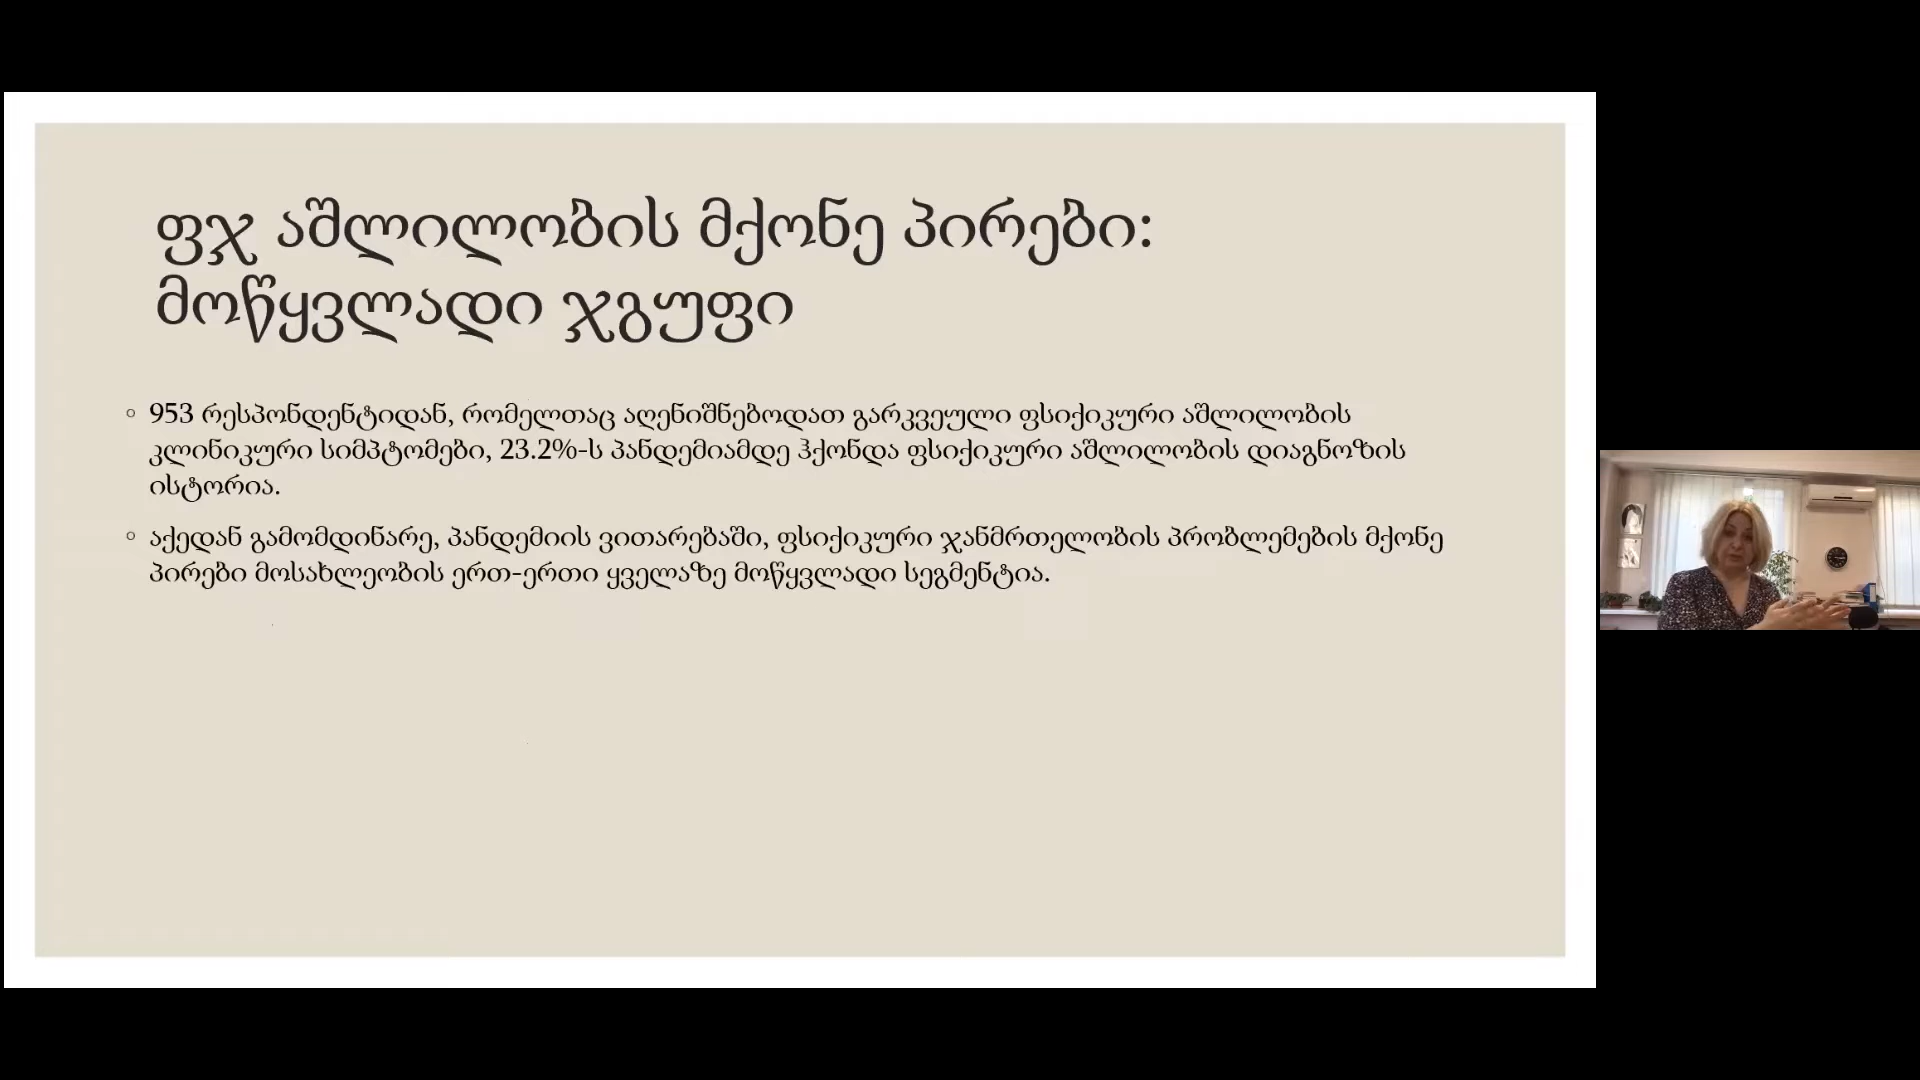 ფჯ აშლილობის მქონე პირები:
მოწყვლადი ჯგუფი
◦ 953 რესპონდენტიდან, რომელთაც აღენიშნებოდათ გარკვეული ფსიქიკური აშლილობის
კლინიკური სიმპტომები, 23.2%-ს პანდემიამდე ჰქონდა ფსიქიკური აშლილობის დიაგნოზის
ისტორია.
◦ აქედან გამომდინარე, პანდემიის ვითარებაში, ფსიქიკური ჯანმრთელობის პრობლემების მქონე
პირები მოსახლეობის ერთ-ერთი ყველაზე მოწყვლადი სეგმენტია.